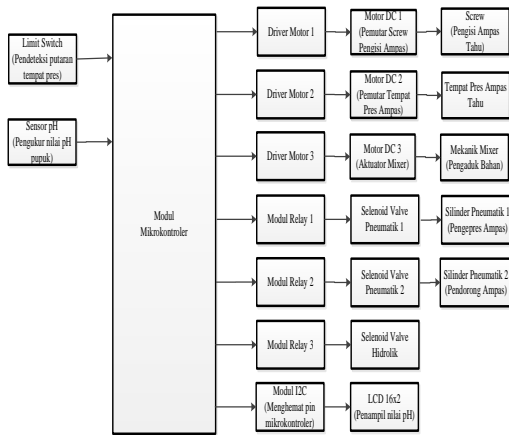 Limit Switch
(Pendeteksi putaran
tempat pres)
Sensor pH
(Pengukur nilai pH
pupuk)
Modul
Mikrokontroler
Driver Motor 1
Motor DC 1
(Pemutar Screw
Pengisi Ampas)
Screw
(Pengisi Ampas
Tahu)
Driver Motor 2
Motor DC 2
(Pemutar Tempat
Pres Ampas)
Tempat Pres Ampas
Tahu
Driver Motor 3
Motor DC 3
(Aktuator Mixer)
Mekanik Mixer
(Pengaduk Bahan)
Modul Relay 1
Selenoid Valve
Pneumatik 1
Silinder Pneumatik 1
(Pengepres Ampas)
Modul Relay 2
Selenoid Valve
Pneumatik 2
Silinder Pneumatik 2
(Pendorong Ampas)
Modul Relay 3
Selenoid Valve
Hidrolik
Modul I2C
(Menghemat pin
mikrokontroler)
LCD 16x2
(Penampil nilai pH)